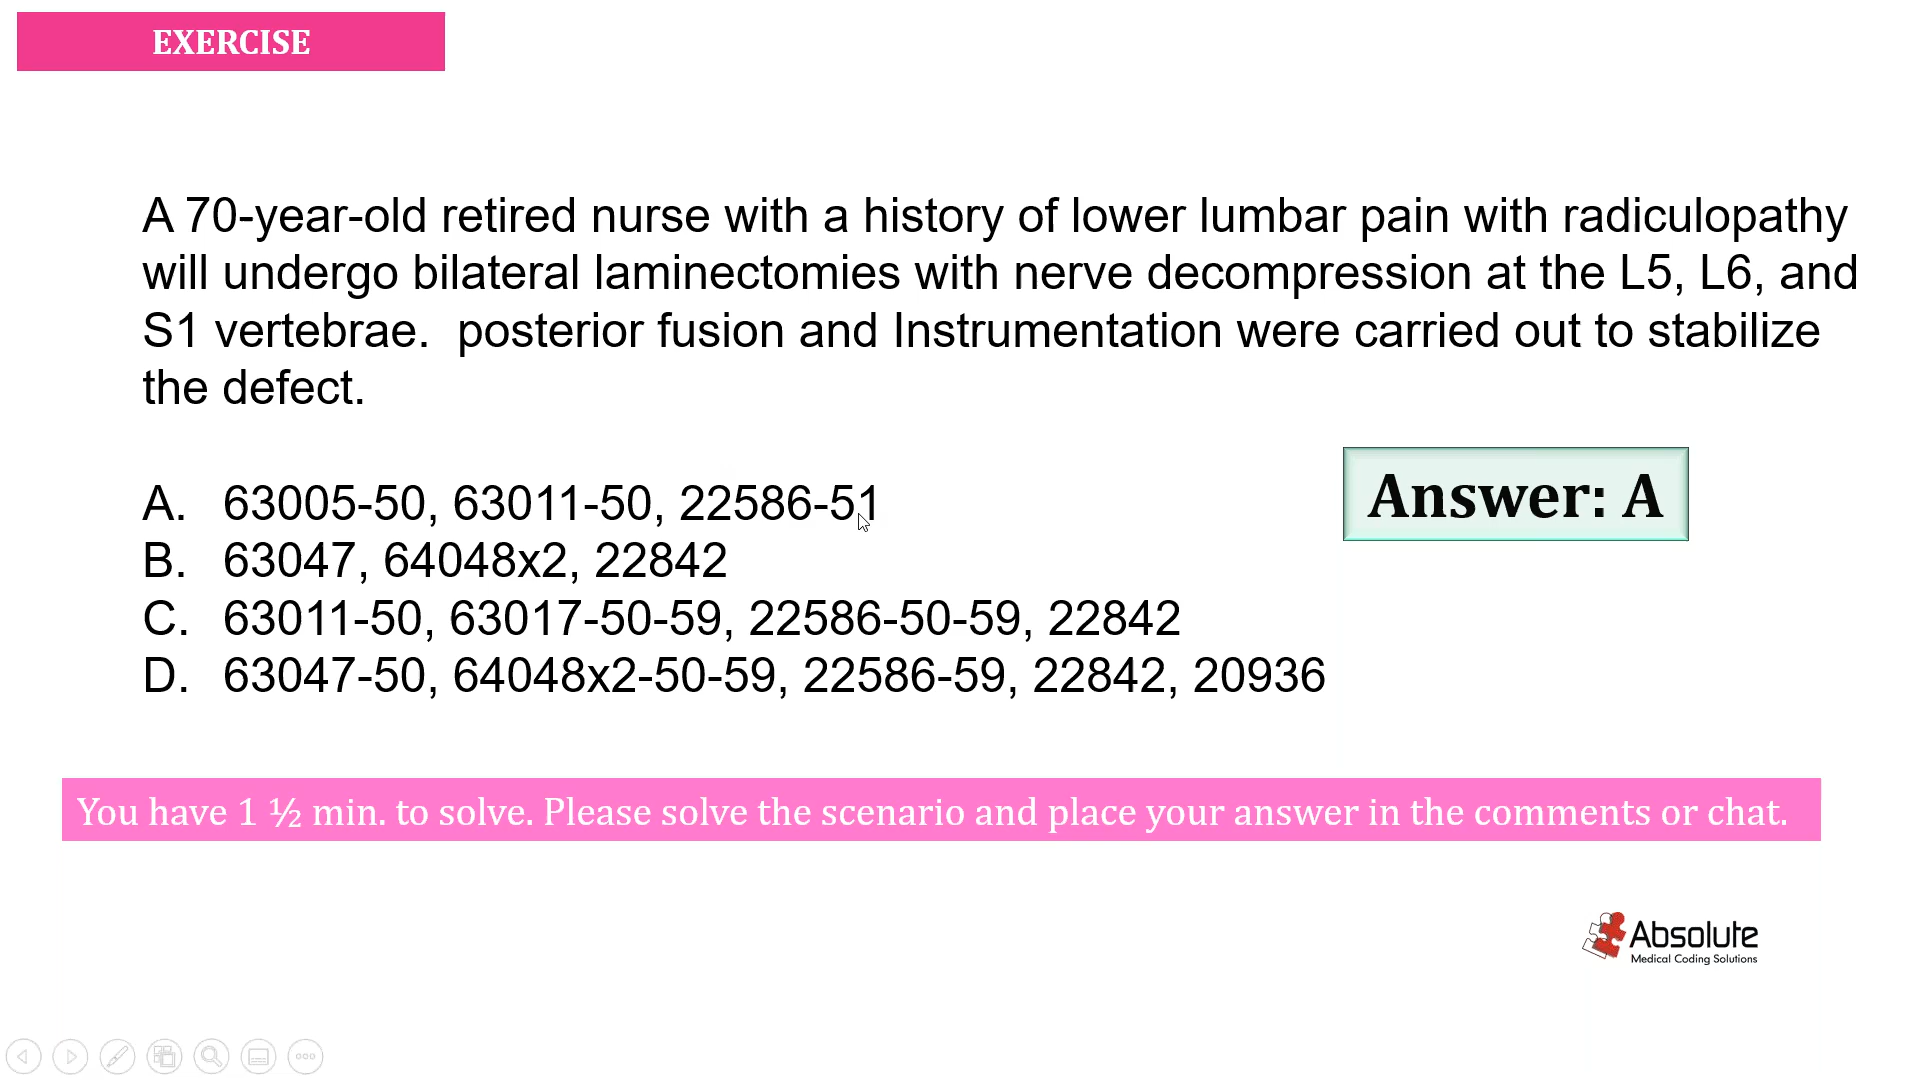 EXERCISE
A 70-year-old retired nurse with a history of lower lumbar pain with radiculopathy
will undergo bilateral laminectomies with nerve decompression at the L5, L6, and
S1 vertebrae.  posterior fusion and Instrumentation were carried out to stabilize
the defect.
A. 63005-50, 63011-50, 22586-51
B. 63047, 64048x2, 22842
C. 63011-50, 63017-50-59, 22586-50-59, 22842
D. 63047-50, 64048x2-50-59, 22586-59, 22842, 20936
Answer: A
You have 1 ½ min. to solve. Please solve the scenario and place your answer in the comments or chat.
Absolute
Medical Coding Solutions